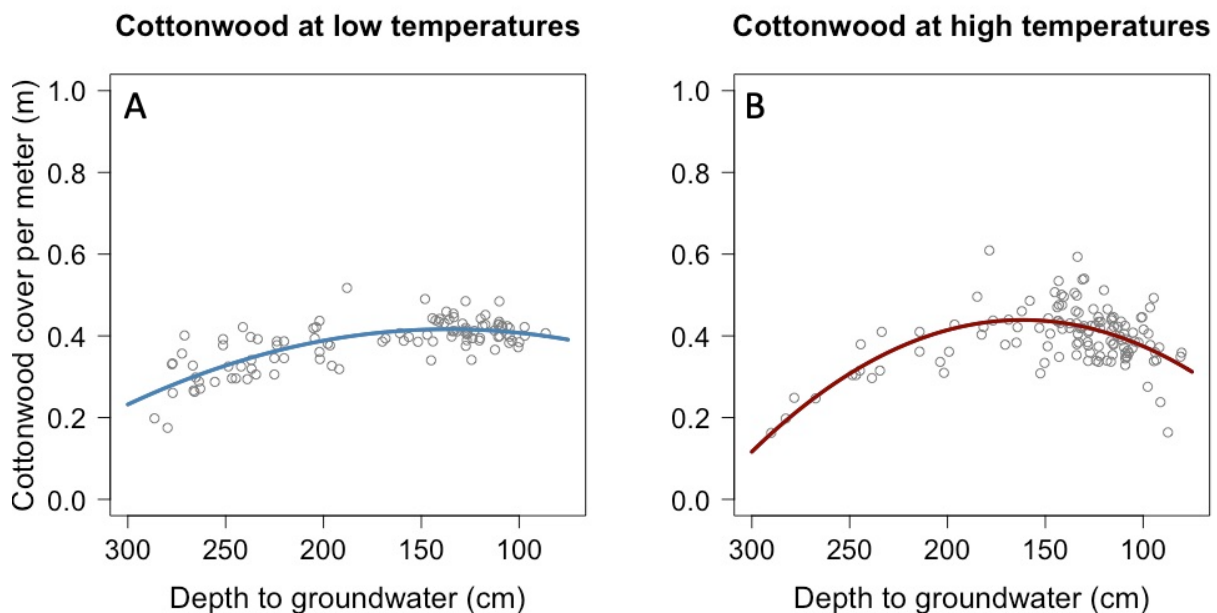 Cottonwood at low temperatures
Cottonwood cover per meter (m)
A
1.0
0.8
0.6
0.4
0.2
0.0
300 250 200 150 100
Depth to groundwater (cm)
Cottonwood at high temperatures
B
1.0
0.8
0.6
0.4
0.2
0.0
300 250 200 150 100
Depth to groundwater (cm)